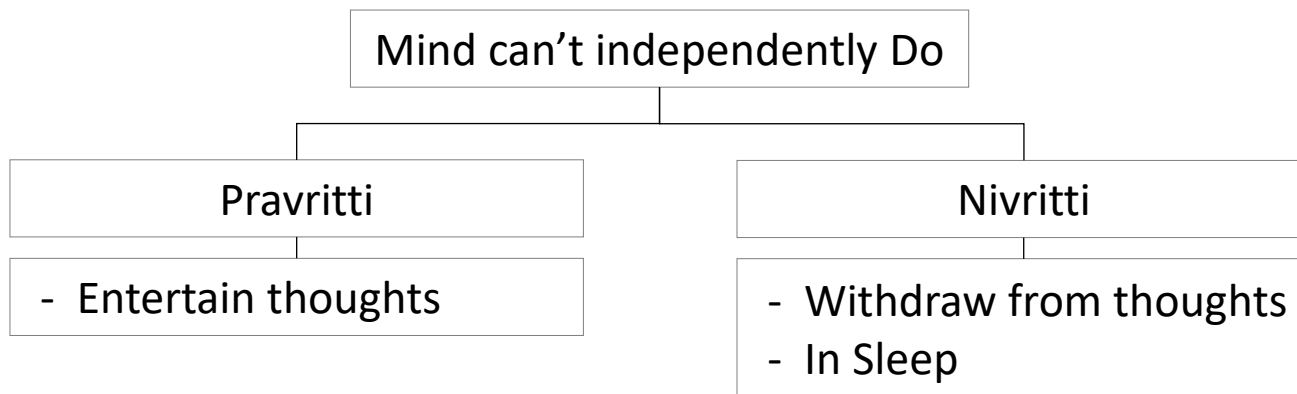 Mind can’t independently Do
Pravritti
- Entertain thoughts
Nivritti
- Withdraw from thoughts
- In Sleep